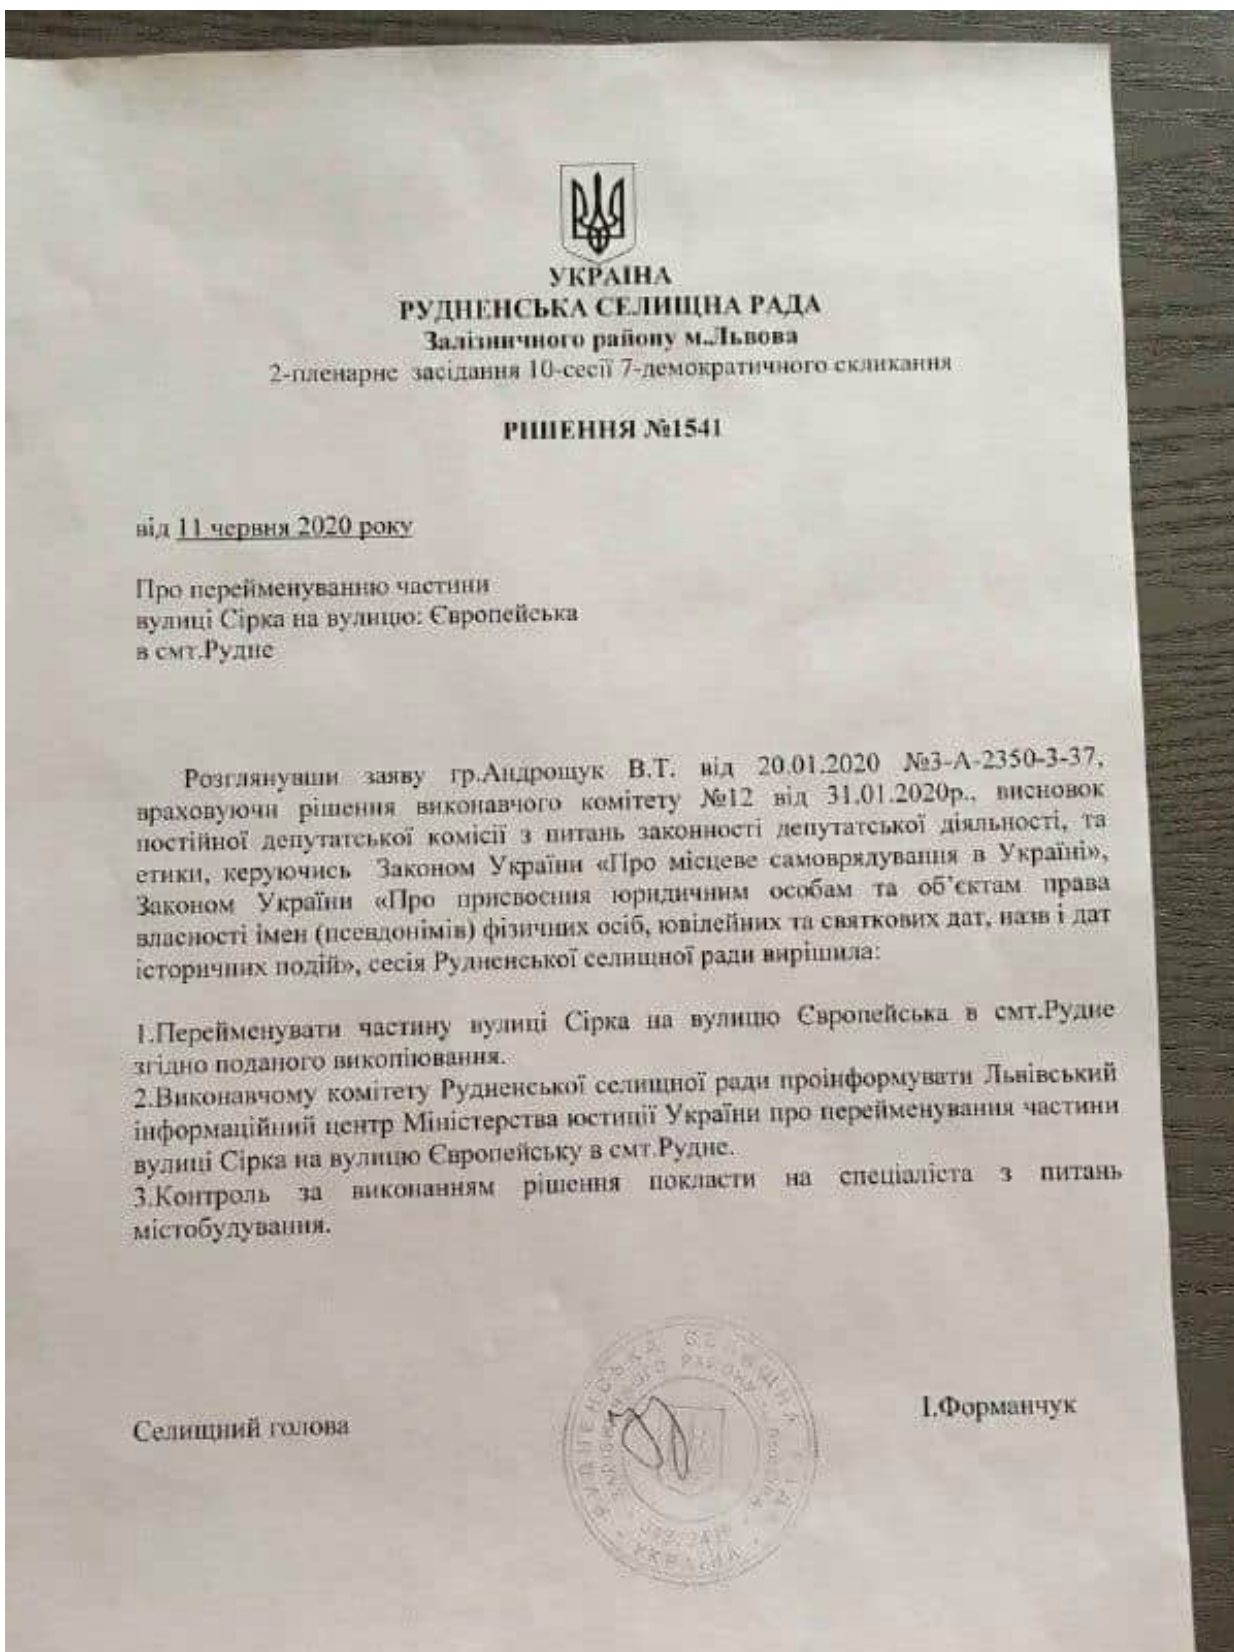 УКРАЇНА
РУДНЕНСЬКА СЕЛИЩНА РАДА
Залізничного району м.Львова
2-пленарне засідання 10-сесії 7-демократичного скликання
РІШЕННЯ №1541
від 11 червня 2020 року
Про перейменуванню частини
вулиці Сірка на вулицю: Європейська
в смт.Рудне
Розглянувши заяву гр.Андрощук В.Т. від 20.01.2020 №3-А-2350-3-37,
враховуючи рішення виконавчого комітету №12 від 31.01.2020р., висновок
постійної депутатської комісії з питань законності депутатської діяльності, та
етики, керуючись Законом України «Про місцеве самоврядування в Україні»,
Законом України «Про присвоєння юридичним особам та об’єктам права
власності імен (псевдонімів) фізичних осіб, ювілейних та святкових дат, назв і дат
історичних подій», сесія Рудненської селищної ради вирішила:
1.Перейменувати частину вулиці Сірка на вулицю Європейська в смт.Рудне
згідно поданого викопіювання.
2.Виконавчому комітету Рудненської селищної ради проінформувати Львівський
інформаційний центр Міністерства юстиції України про перейменування частини
вулиці Сірка на вулицю Європейську в смт.Рудне.
3.Контроль за виконанням рішення покласти на спеціаліста з питань
містобудування.
Селищний голова
І.Форманчук
РУДНЕНСЬКА СЕЛИЩНА РАДА
УКРАЇНА